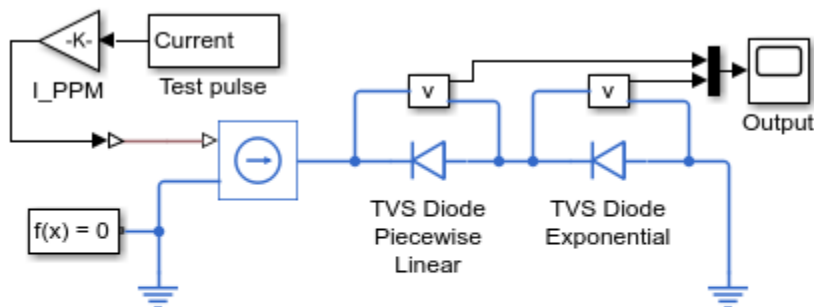 -K-
Current
I_PPM
Test pulse
v
v
Output
f(x) = 0
TVS Diode
Piecewise
Linear
TVS Diode
Exponential